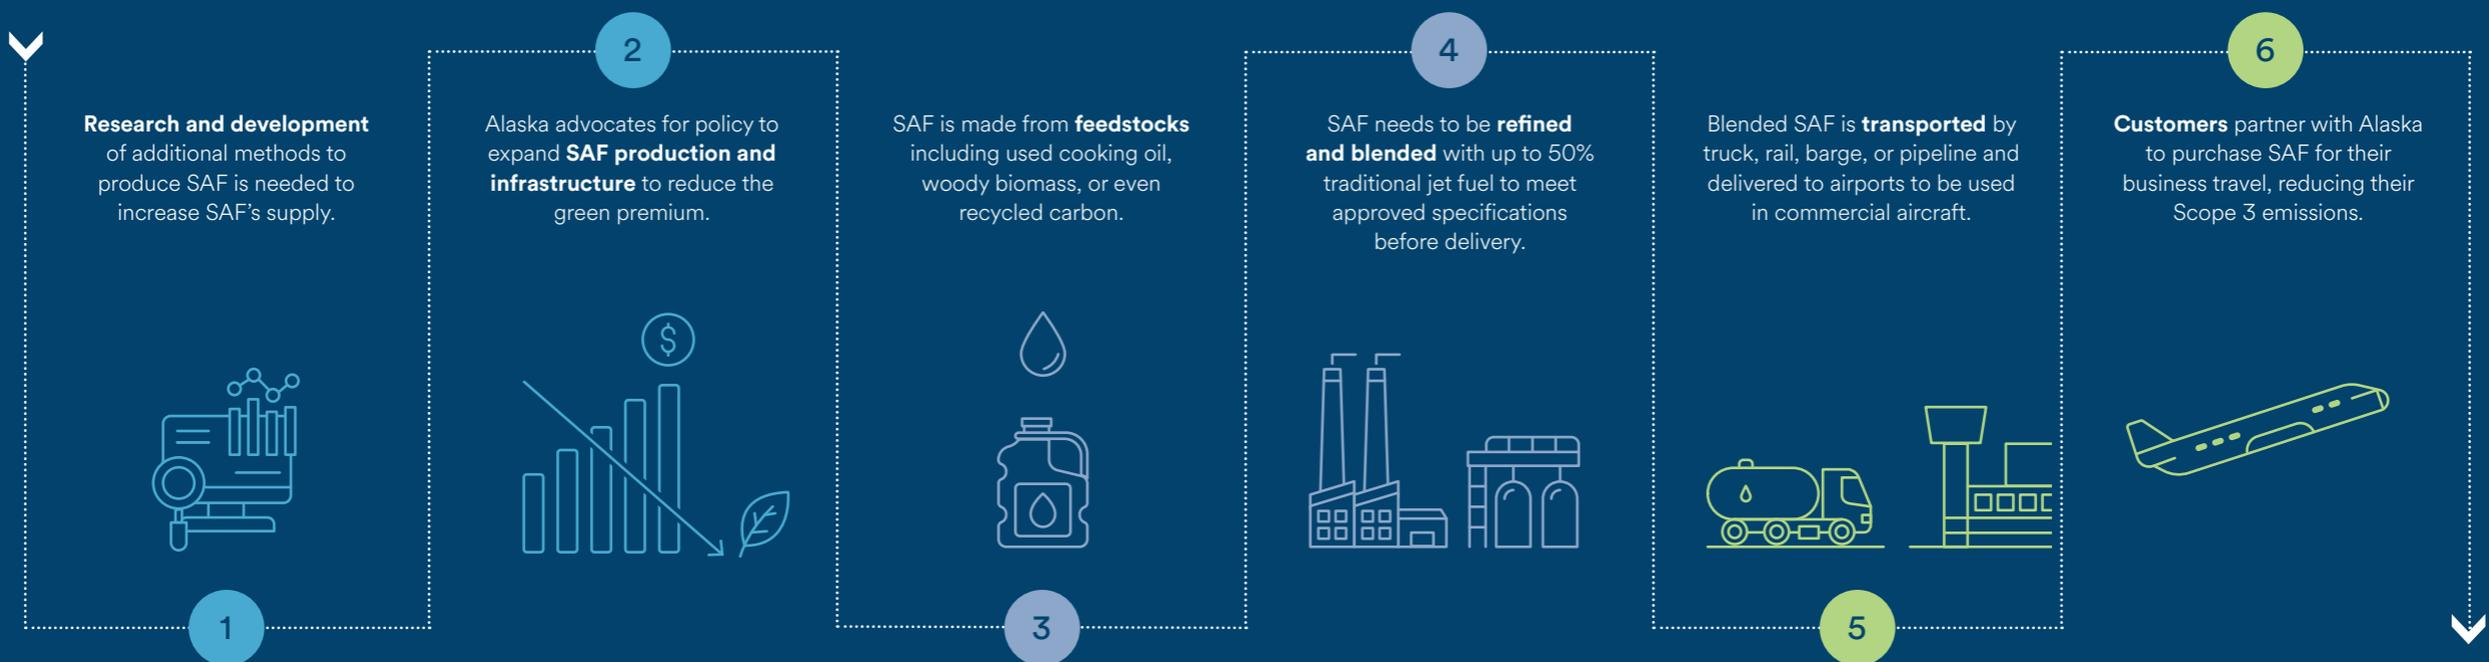 1
Research and development
of additional methods to
produce SAF is needed to
increase SAF’s supply.
2
Alaska advocates for policy to
expand SAF production and
infrastructure to reduce the
green premium.
$
3
SAF is made from feedstocks
including used cooking oil,
woody biomass, or even
recycled carbon.
4
SAF needs to be refined
and blended with up to 50%
traditional jet fuel to meet
approved specifications
before delivery.
5
Blended SAF is transported by
truck, rail, barge, or pipeline and
delivered to airports to be used
in commercial aircraft.
6
Customers partner with Alaska
to purchase SAF for their
business travel, reducing their
Scope 3 emissions.